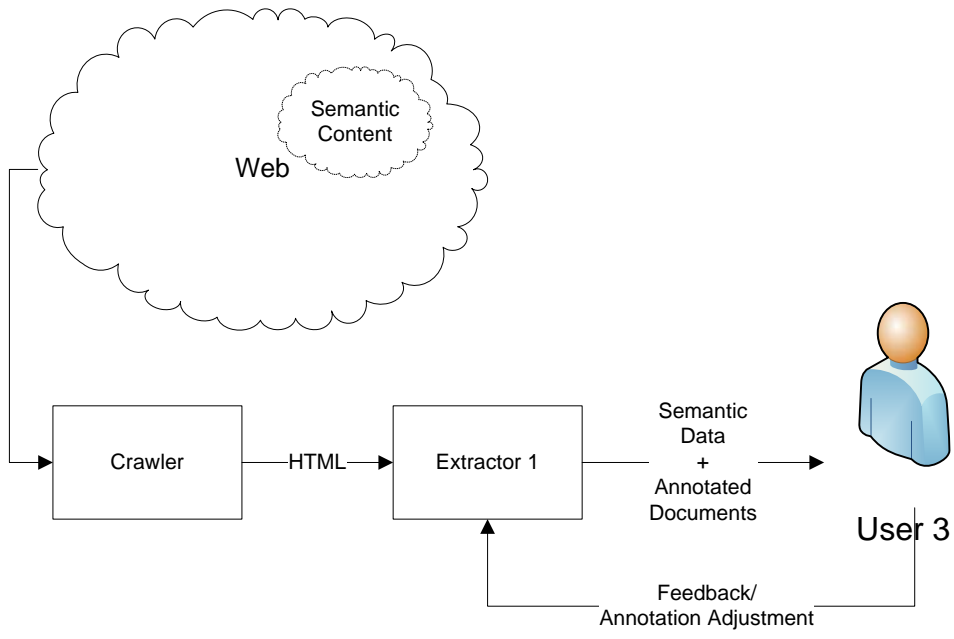 Semantic
Content
Web
Crawler
HTML
Extractor 1
Semantic
Data
+
Annotated
Documents
User 3
Feedback/
Annotation Adjustment